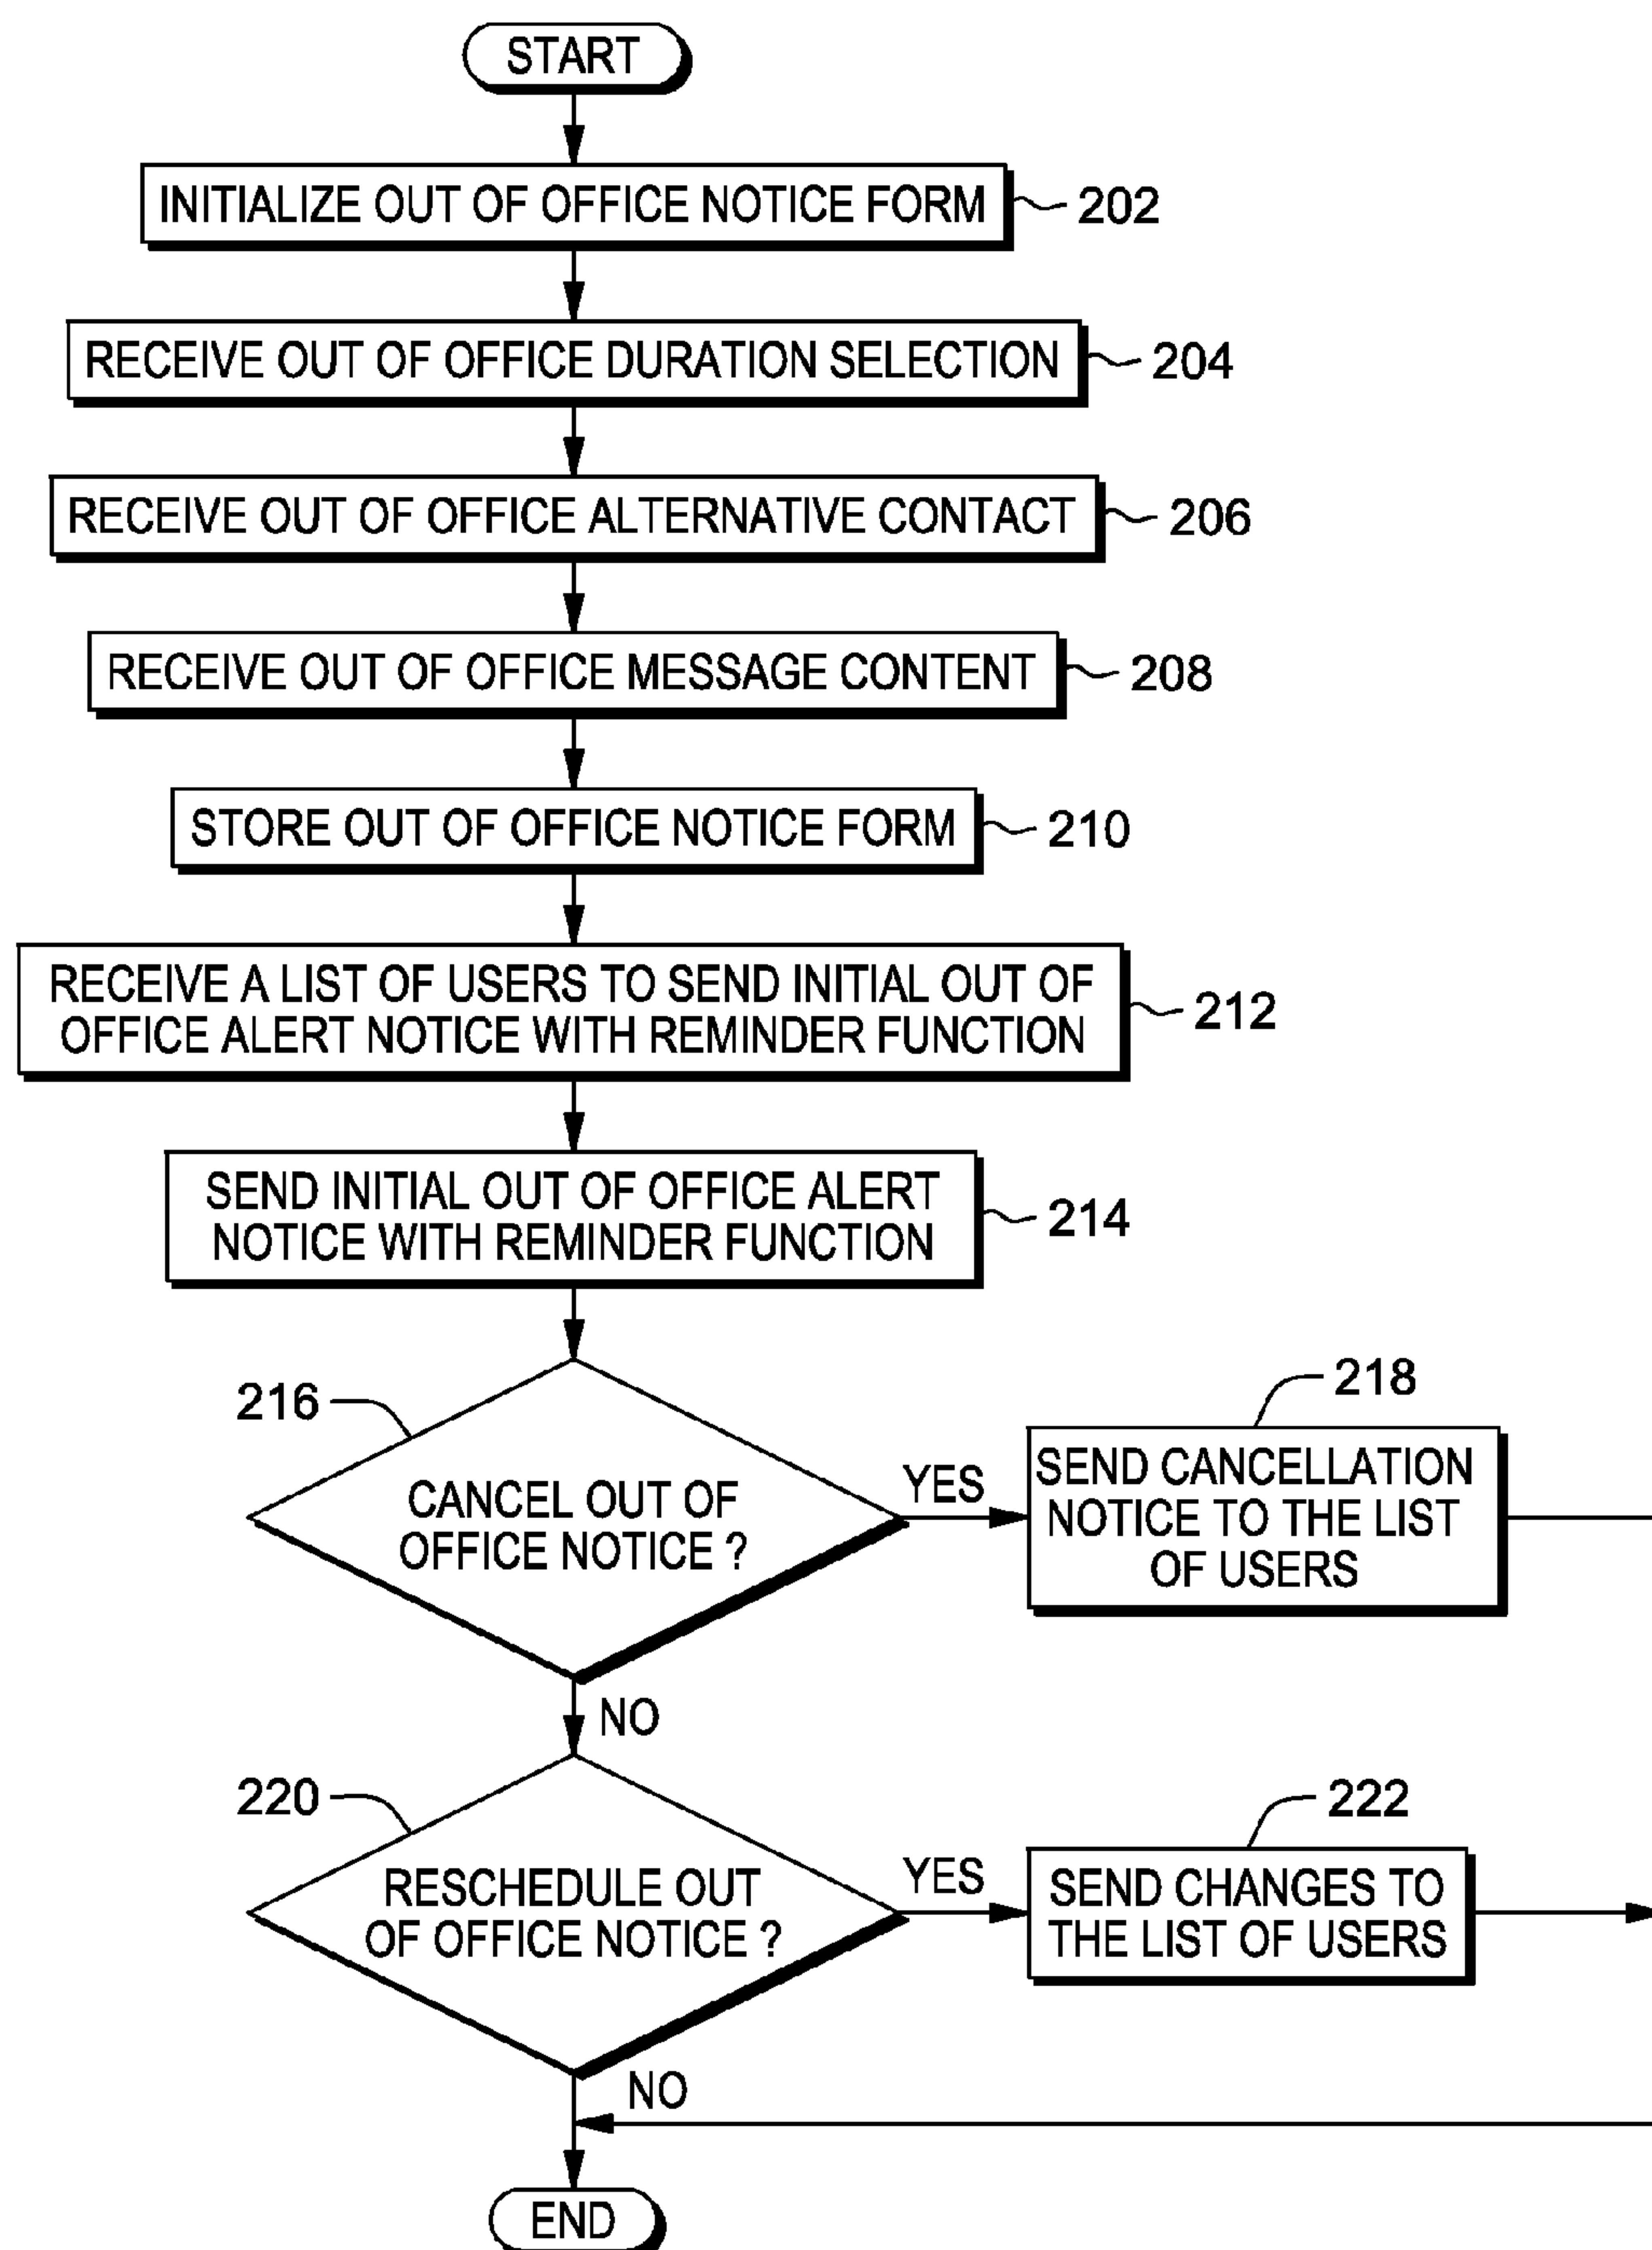 START
INITIALIZE OUT OF OFFICE NOTICE FORM
202
RECEIVE OUT OF OFFICE DURATION SELECTION
204
RECEIVE OUT OF OFFICE ALTERNATIVE CONTACT
206
RECEIVE OUT OF OFFICE MESSAGE CONTENT
208
STORE OUT OF OFFICE NOTICE FORM
210
RECEIVE A LIST OF USERS TO SEND INITIAL OUT OF
OFFICE ALERT NOTICE WITH REMINDER FUNCTION
212
SEND INITIAL OUT OF OFFICE ALERT
NOTICE WITH REMINDER FUNCTION
214
216
CANCEL OUT OF
OFFICE NOTICE ?
YES
218
SEND CANCELLATION
NOTICE TO THE LIST
OF USERS
NO
220
RESCHEDULE OUT
OF OFFICE NOTICE ?
YES
222
SEND CHANGES TO
THE LIST OF USERS
NO
END